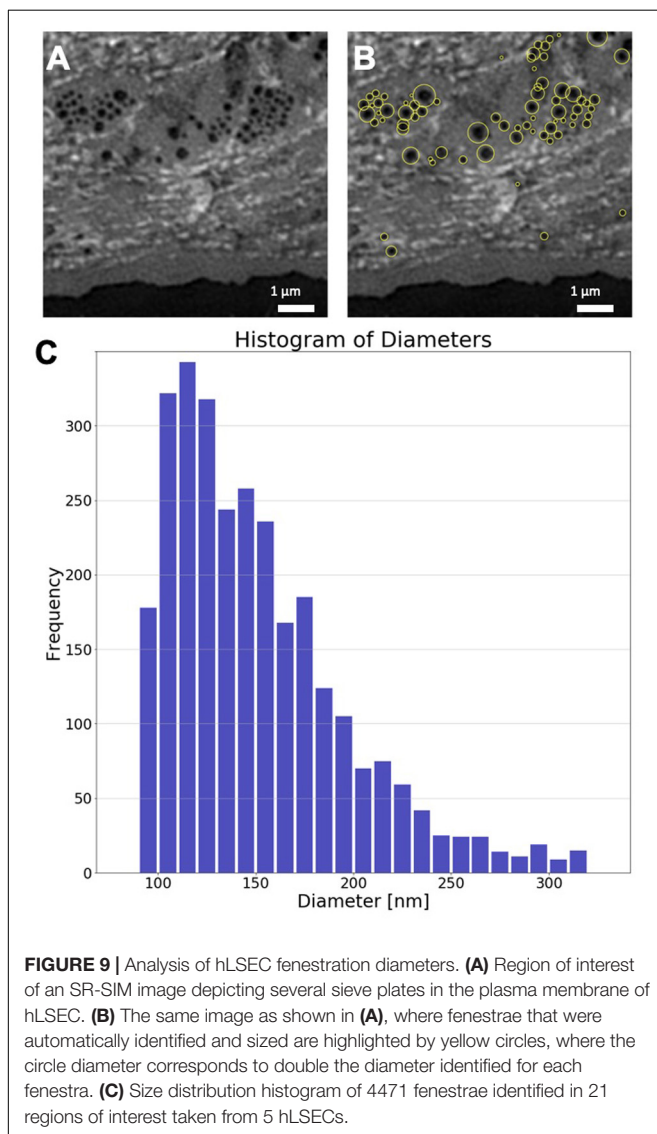 A
B
1 μm
1 μm
C
Histogram of Diameters
300
250
200
150
100
50
0
Frequency
100
150
200
250
300
Diameter [nm]
FIGURE 9 | Analysis of hLSEC fenestration diameters. (A) Region of interest
of an SR-SIM image depicting several sieve plates in the plasma membrane of
hLSEC. (B) The same image as shown in (A), where fenestrae that were
automatically identified and sized are highlighted by yellow circles, where the
circle diameter corresponds to double the diameter identified for each
fenestra. (C) Size distribution histogram of 4471 fenestrae identified in 21
regions of interest taken from 5 hLSECs.